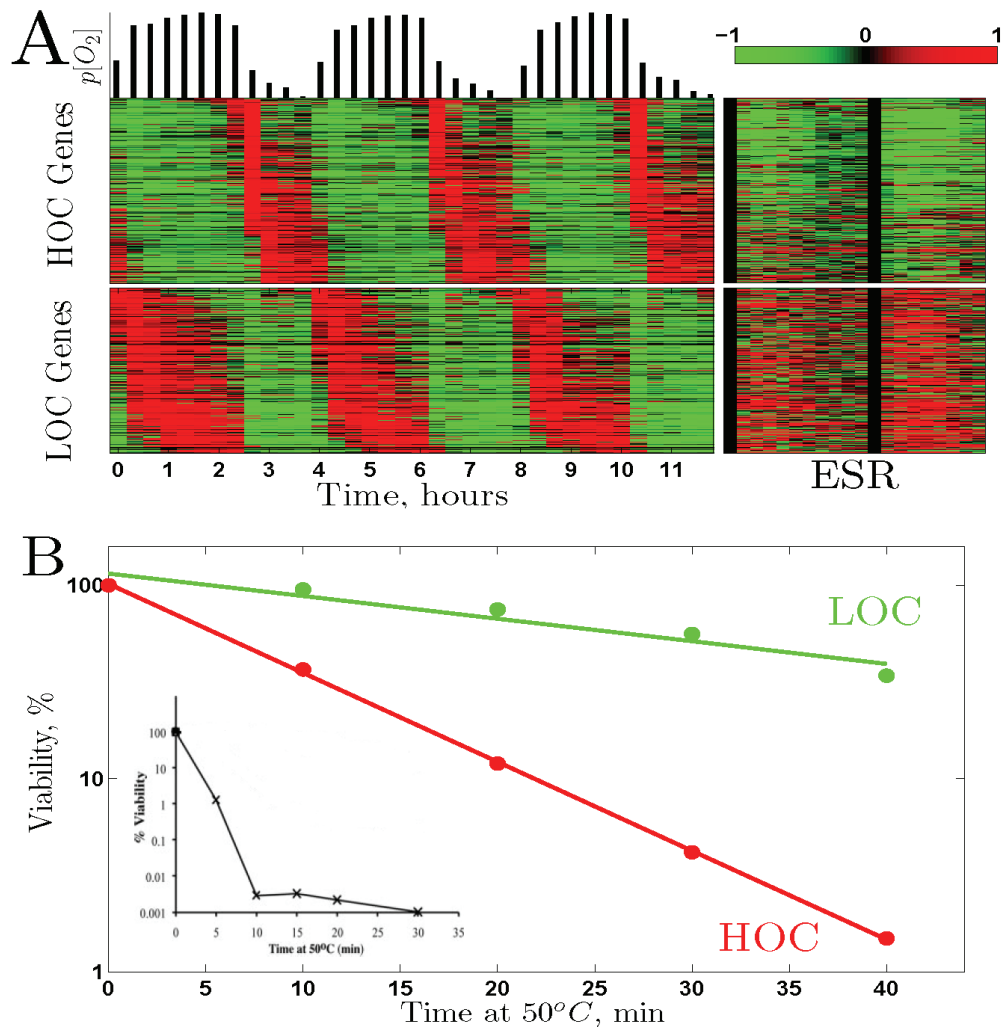 A
p[O₂]
−1 0 1
HOC Genes
LOC Genes
0 1 2 3 4 5 6 7 8 9 10 11
Time, hours
ESR
B
100
10
1
Viability, %
LOC
HOC
100
10
1
0.1
0.01
0.001
% Viability
0 5 10 15 20 25 30 35
Time at 50ºC (min)
0 5 10 15 20 25 30 35 40
Time at 50ºC, min